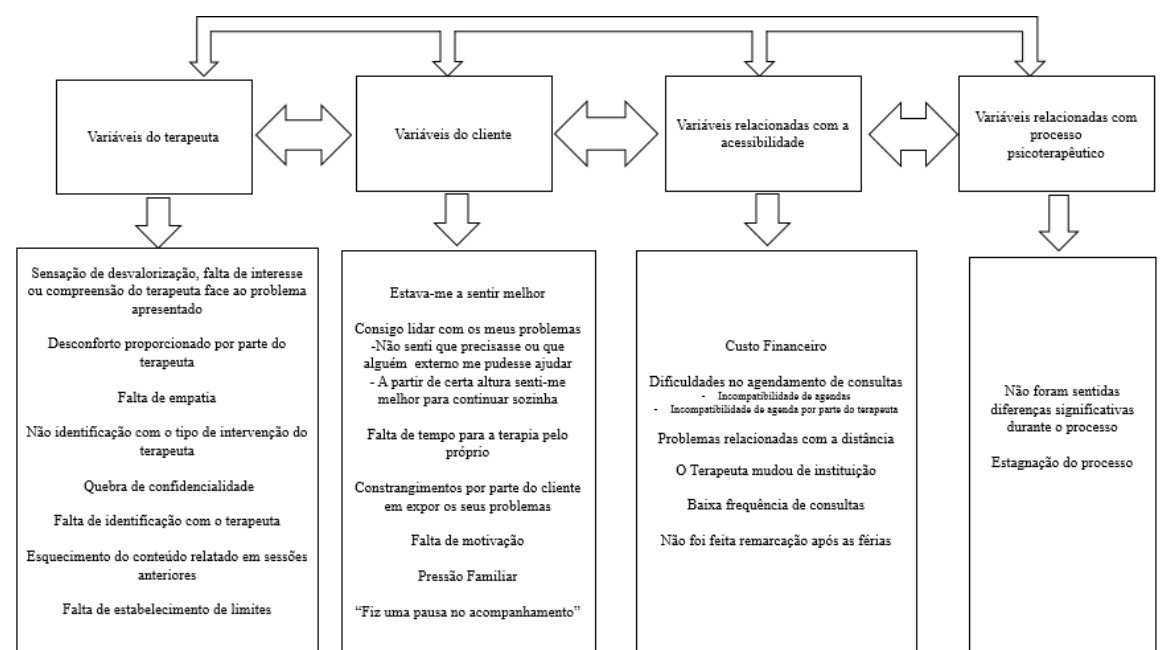 Variáveis do terapeuta
Variáveis do cliente
Variáveis relacionadas com a
acessibilidade
Variáveis relacionadas com
processo
psicoterapêutico
Sensação de desvalorização, falta de interesse
ou compreensão do terapeuta face ao problema
apresentado
Desconforto proporcionado por parte do
terapeuta
Falta de empatia
Não identificação com o tipo de intervenção do
terapeuta
Quebra de confidencialidade
Falta de identificação com o terapeuta
Esquecimento do conteúdo relatado em sessões
anteriores
Falta de estabelecimento de limites
Estava-me a sentir melhor
Consigo lidar com os meus problemas
-Não senti que precisasse ou que
alguém externo me pudesse ajudar
- A partir de certa altura senti-me
melhor para continuar sozinha
Falta de tempo para a terapia pelo
próprio
Constrangimentos por parte do cliente
em expor os seus problemas
Falta de motivação
Pressão Familiar
“Fiz uma pausa no acompanhamento”
Custo Financeiro
Dificuldades no agendamento de consultas
- Incompatibilidade de agendas
- Incompatibilidade de agenda por parte do terapeuta
Problemas relacionadas com a distância
O Terapeuta mudou de instituição
Baixa frequência de consultas
Não foi feita remarcação após as férias
Não foram sentidas
diferenças significativas
durante o processo
Estagnação do processo